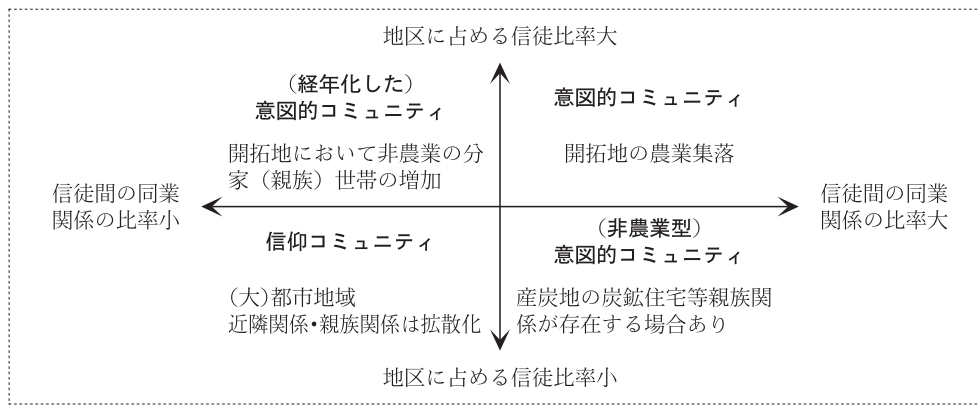 地区に占める信徒比率大
（経年化した）
意図的コミュニティ
開拓地において非農業の分
家（親族）世帯の増加
意図的コミュニティ
開拓地の農業集落
信徒間の同業
関係の比率小
信徒間の同業
関係の比率大
信仰コミュニティ
（大）都市地域
近隣関係・親族関係は拡散化
（非農業型）
意図的コミュニティ
産炭地の炭鉱住宅等親族関
係が存在する場合あり
地区に占める信徒比率小